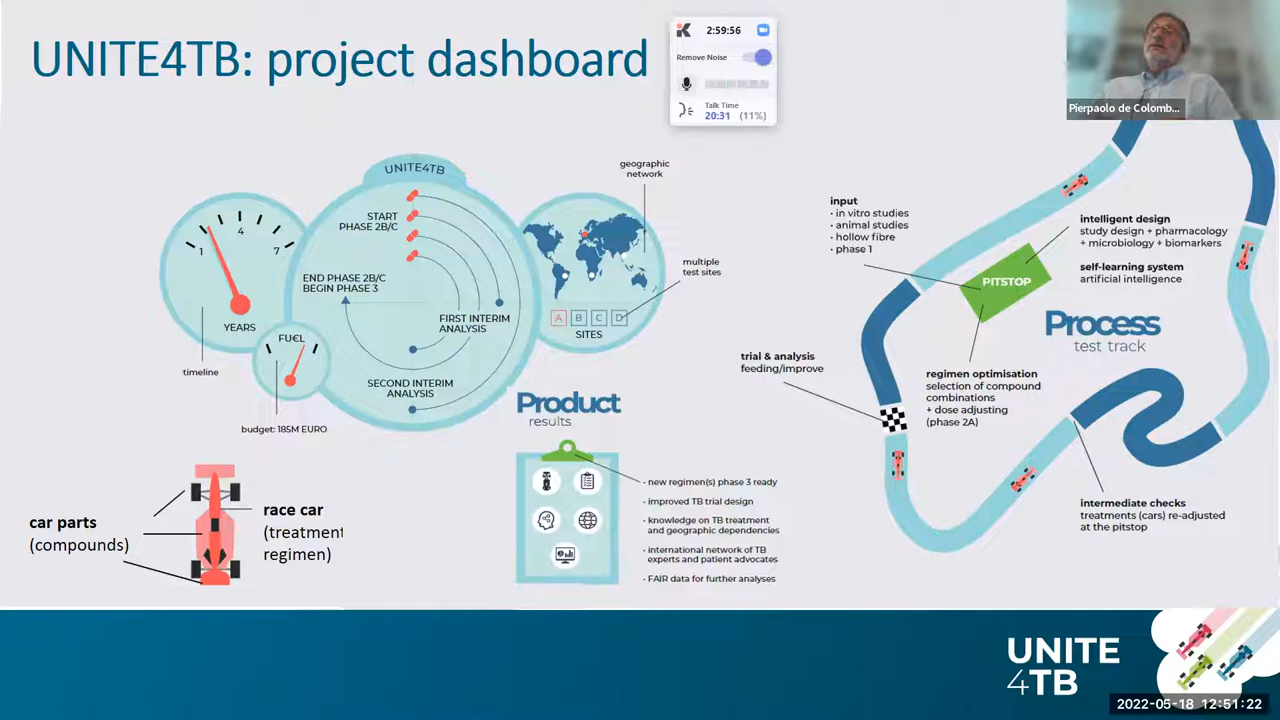 UNITE4TB: project dashboard
2:59:56
Remove Noise
Talk Time
20:31 (11%)
Pierpaolo de Colomb...
UNITE4TB
START
PHASE 2B/C
END PHASE 2B/C
BEGIN PHASE 3
FIRST INTERIM
ANALYSIS
SECOND INTERIM
ANALYSIS
1
4
7
YEARS
timeline
FU€L
budget: 185M EURO
geographic
network
multiple
test sites
A B C D
SITES
car parts
(compounds)
race car
(treatment
regimen)
Product
results
· new regimen(s) phase 3 ready
· improved TB trial design
· knowledge on TB treatment
and geographic dependencies
· international network of TB
experts and patient advocates
· FAIR data for further analyses
input
· in vitro studies
· animal studies
· hollow fibre
· phase 1
intelligent design
study design + pharmacology
+ microbiology + biomarkers
self-learning system
artificial intelligence
PITSTOP
Process
test track
trial & analysis
feeding/improve
regimen optimisation
selection of compound
combinations
+ dose adjusting
(phase 2A)
intermediate checks
treatments (cars) re-adjusted
at the pitstop
UNITE
4TB
2022-05-18 12:51:22